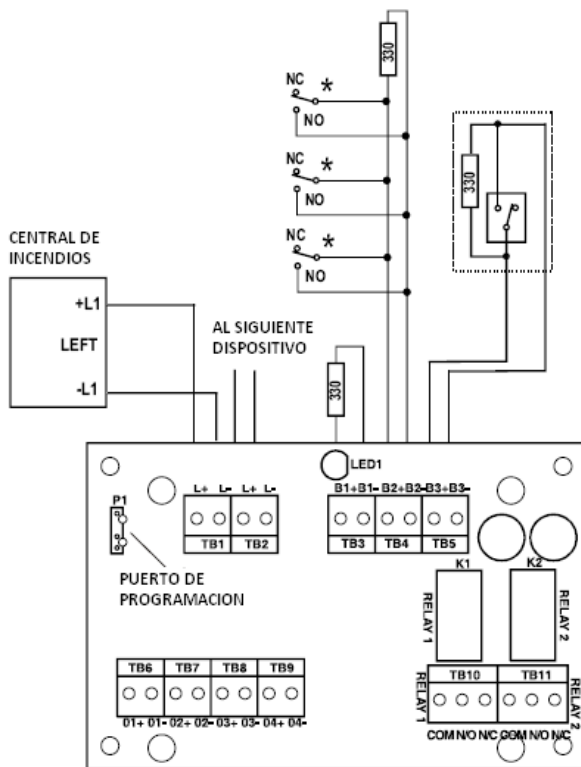 330
NC
*
NO
NC
*
NO
NC
*
NO
330
CENTRAL DE
INCENDIOS
+L1
LEFT
-L1
AL SIGUIENTE
DISPOSITIVO
330
LED1
P1
L+ L- L+ L-
TB1 TB2
B1+B1- B2+B2- B3+B3-
TB3 TB4 TB5
PUERTO DE
PROGRAMACION
K1 K2
RELAY 1
RELAY 2
TB6 TB7 TB8 TB9
01+ 01- 02+ 02- 03+ 03- 04+ 04-
RELAY 1
TB10 TB11
RELAY 2
COM N/O N/C COM N/O N/C